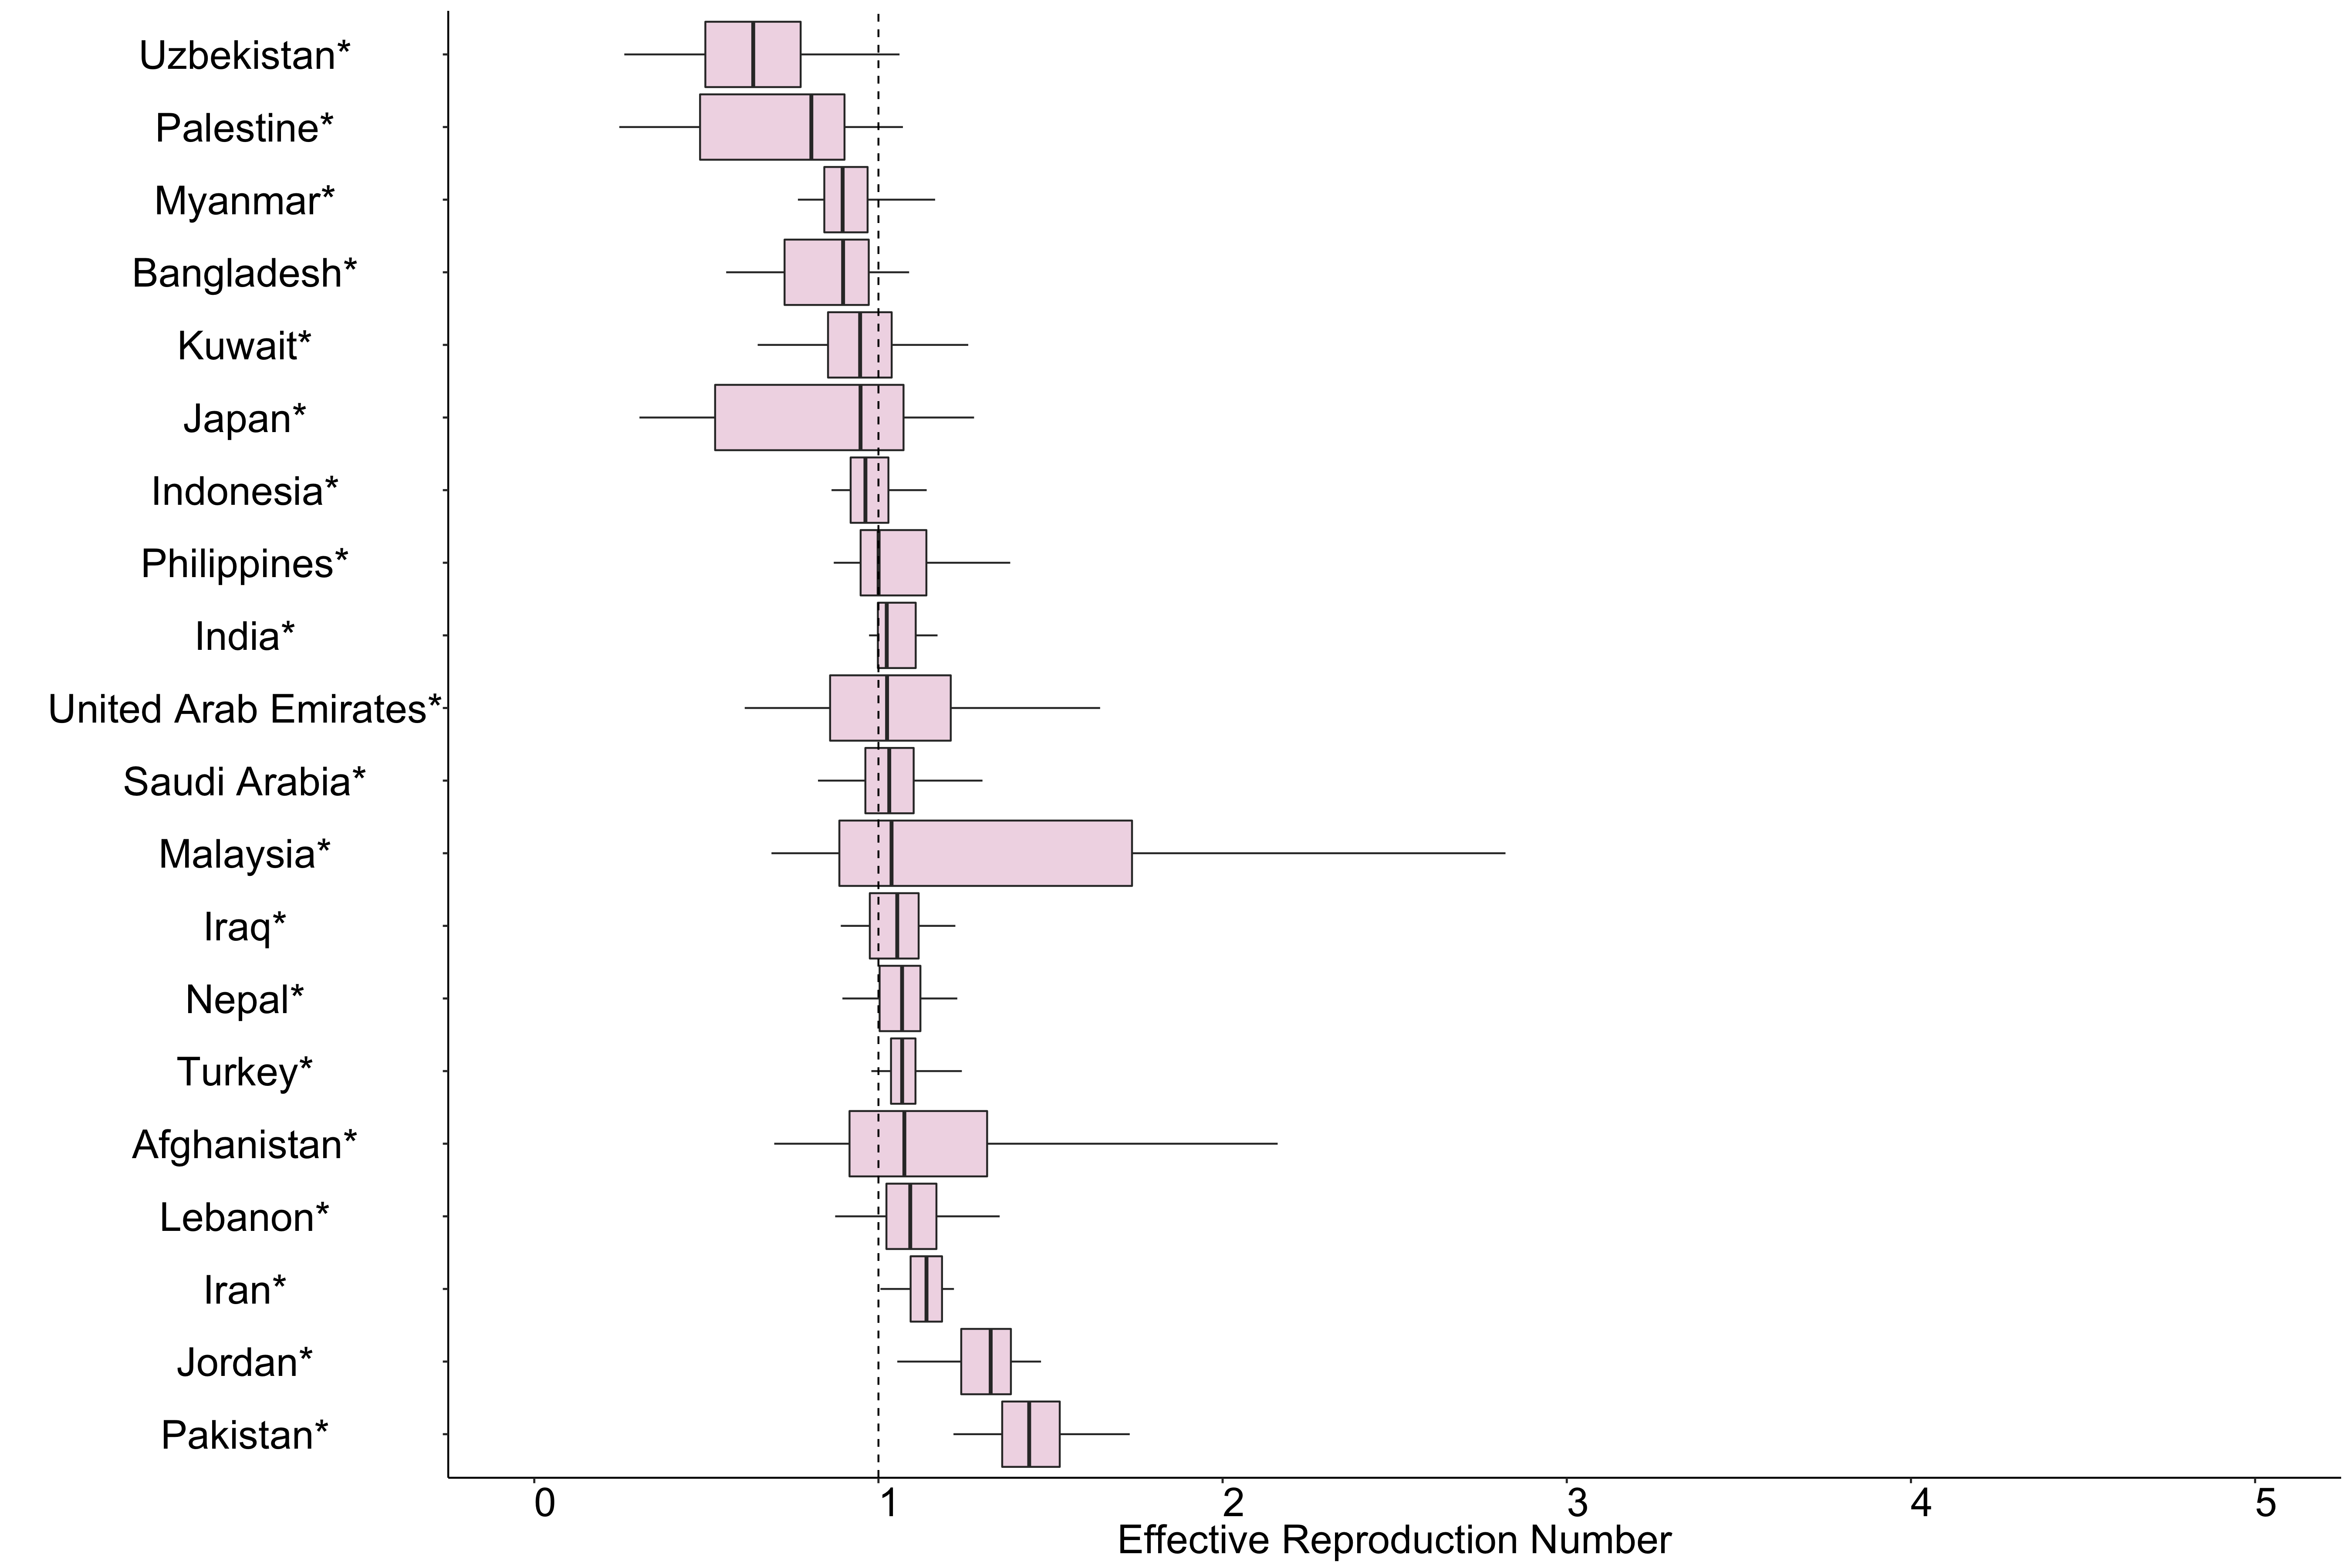 Uzbekistan*
Palestine*
Myanmar*
Bangladesh*
Kuwait*
Japan*
Indonesia*
Philippines*
India*
United Arab Emirates*
Saudi Arabia*
Malaysia*
Iraq*
Nepal*
Turkey*
Afghanistan*
Lebanon*
Iran*
Jordan*
Pakistan*
0 1 2 3 4 5
Effective Reproduction Number